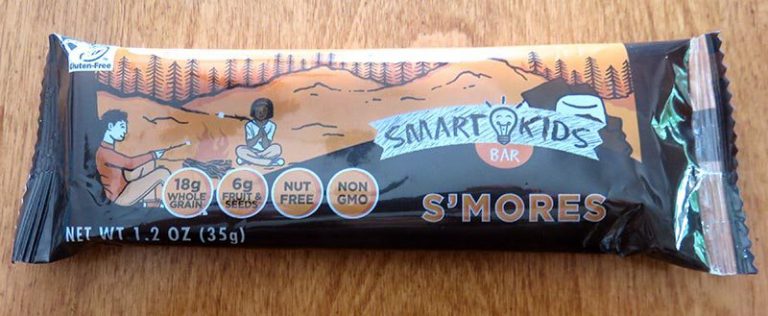 Gluten-Free
SMART KIDS
BAR
18g
WHOLE
GRAIN
6g
FRUIT &
SEEDS
NUT
FREE
NON
GMO
S'MORES
NET WT 1.2 OZ (35g)